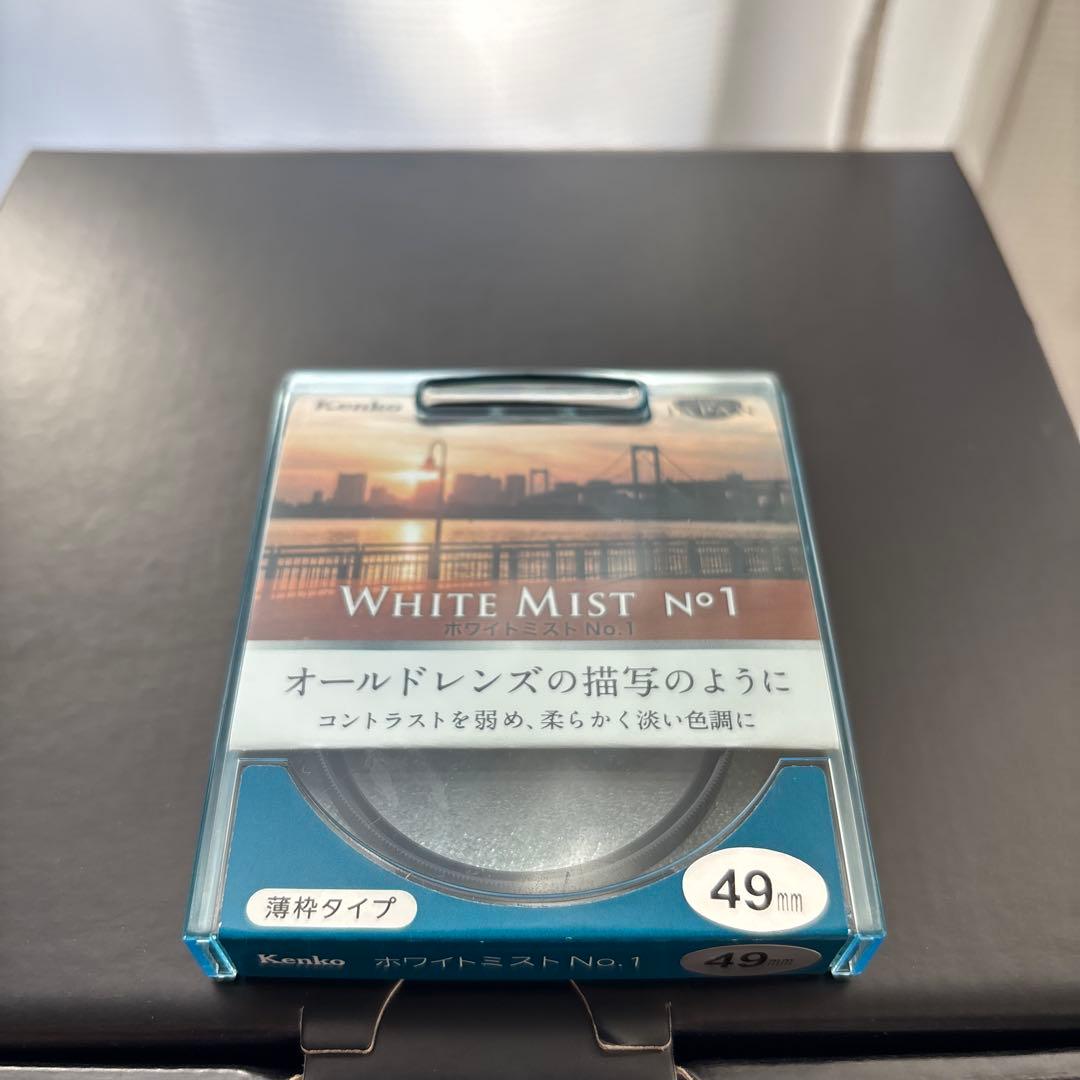 Kenko
JAPAN
WHITE MIST No1
ホワイトミスト No.1
オールドレンズの描写のように
コントラストを弱め、柔らかく淡い色調に
薄枠タイプ
49mm
Kenko ホワイトミスト No.1 49mm